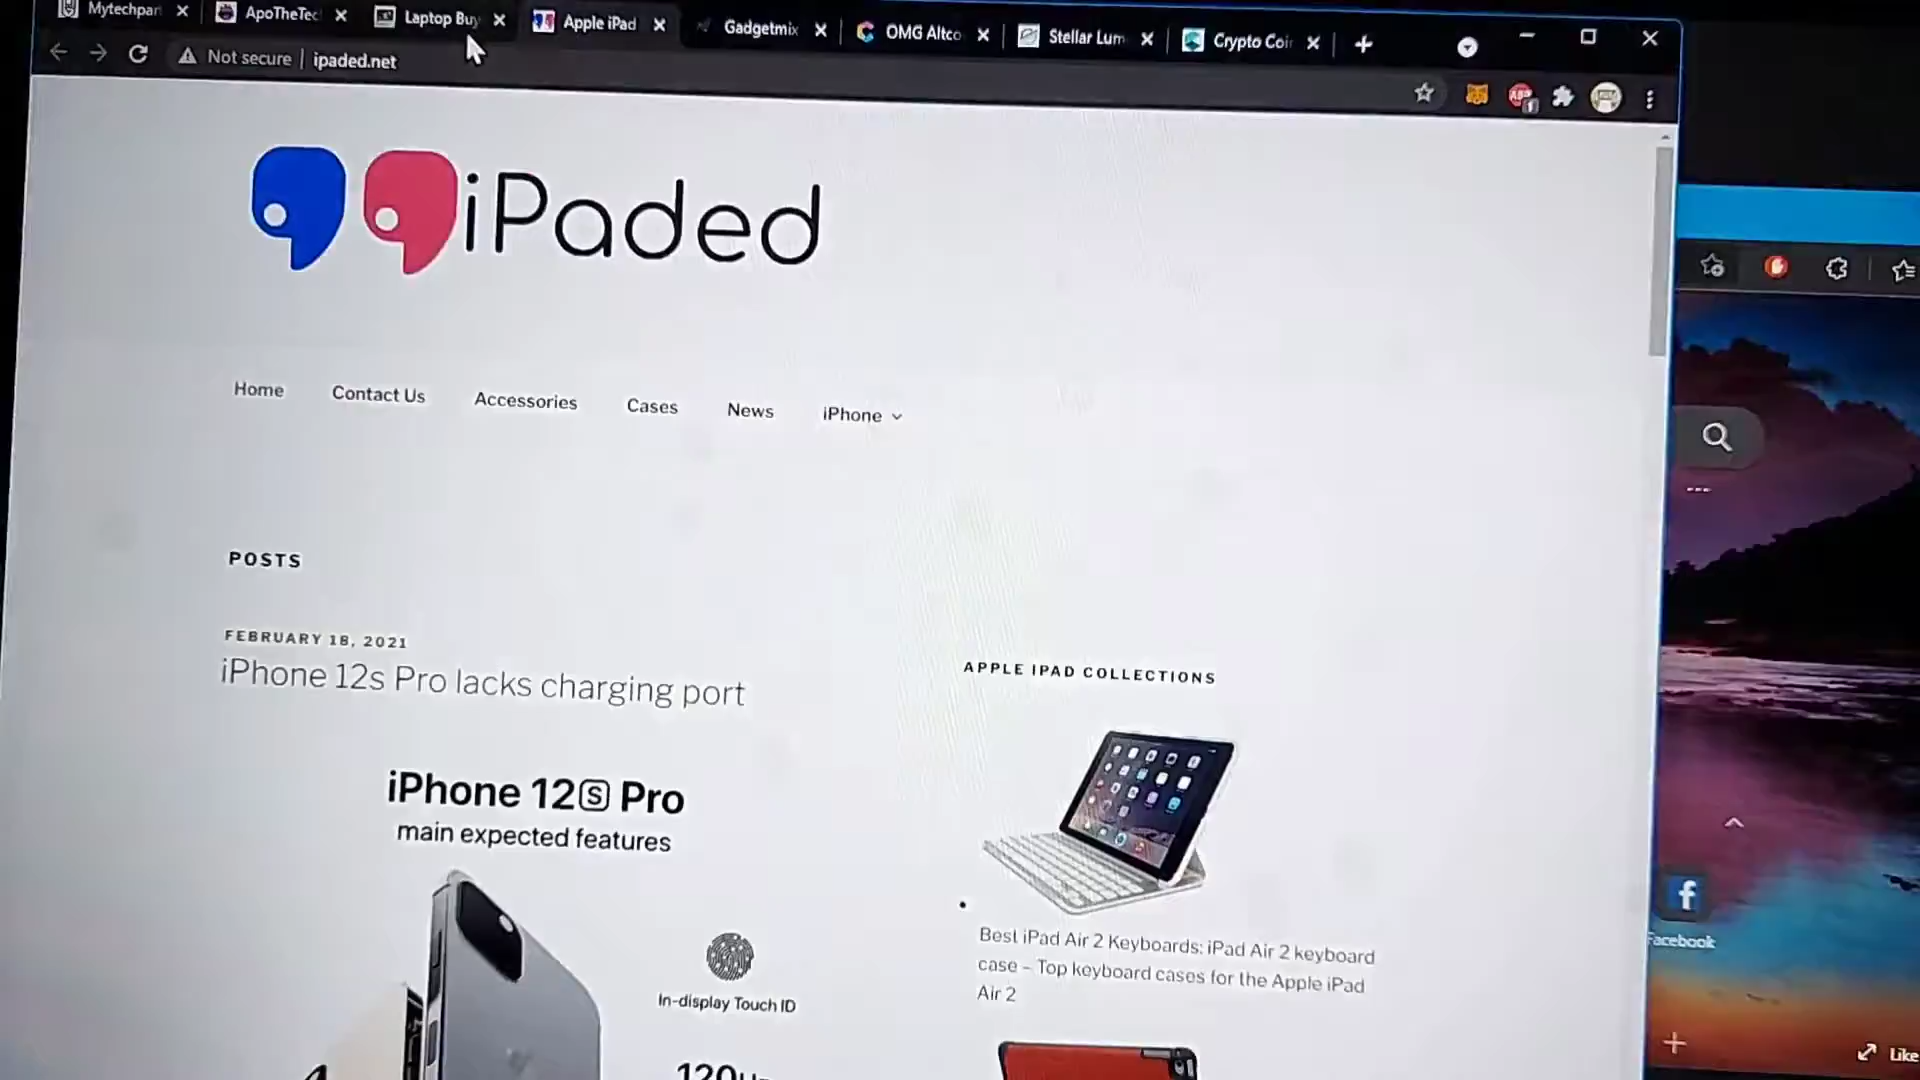 Mytechpar
ApoTheTec
Laptop Buy
Apple iPad
Gadgetmix
OMG Altco
Stellar Lum
Crypto Coi
Not secure | ipaded.net
ABP
1
iPaded
Home
Contact Us
Accessories
Cases
News
iPhone
POSTS
FEBRUARY 18, 2021
iPhone 12s Pro lacks charging port
APPLE IPAD COLLECTIONS
iPhone 12S Pro
main expected features
In-display Touch ID
Best iPad Air 2 Keyboards: iPad Air 2 keyboard
case – Top keyboard cases for the Apple iPad
Air 2
Facebook
Like